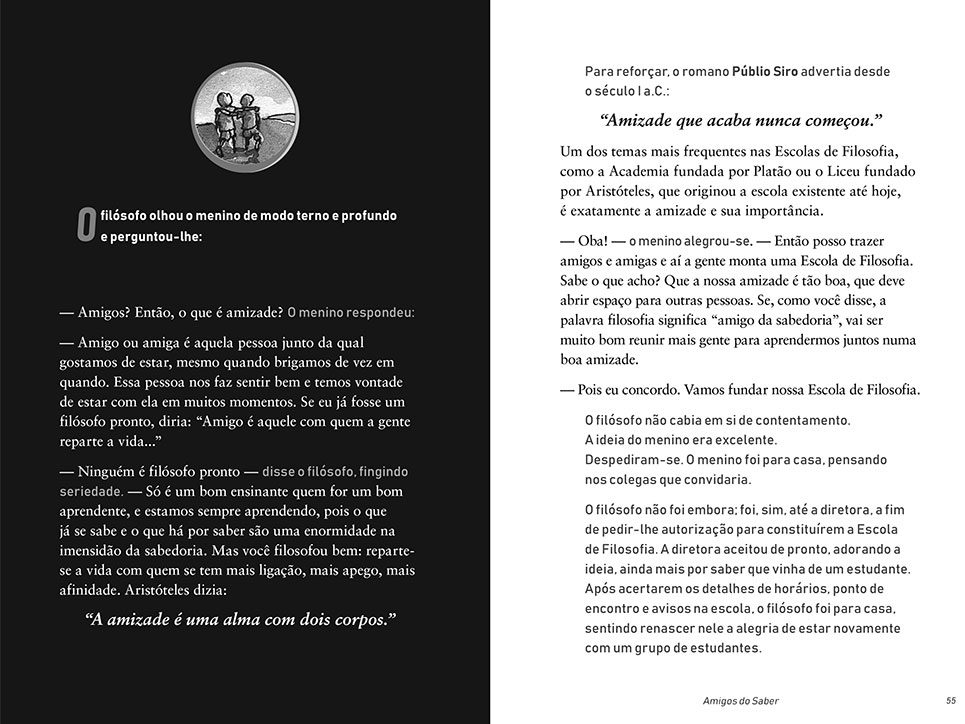 O filósofo olhou o menino de modo terno e profundo
e perguntou-lhe:
— Amigos? Então, o que é amizade? O menino respondeu:
— Amigo ou amiga é aquela pessoa junto da qual
gostamos de estar, mesmo quando brigamos de vez em
quando. Essa pessoa nos faz sentir bem e temos vontade
de estar com ela em muitos momentos. Se eu já fosse um
filósofo pronto, diria: “Amigo é aquele com quem a gente
reparte a vida...”
— Ninguém é filósofo pronto — disse o filósofo, fingindo
seriedade. — Só é um bom ensinante quem for um bom
aprendente, e estamos sempre aprendendo, pois o que
já se sabe e o que há por saber são uma enormidade na
imensidão da sabedoria. Mas você filosofou bem: reparte-
se a vida com quem se tem mais ligação, mais apego, mais
afinidade. Aristóteles dizia:
“A amizade é uma alma com dois corpos.”
Para reforçar, o romano Públio Siro advertia desde
o século I a.C.:
“Amizade que acaba nunca começou.”
Um dos temas mais frequentes nas Escolas de Filosofia,
como a Academia fundada por Platão ou o Liceu fundado
por Aristóteles, que originou a escola existente até hoje,
é exatamente a amizade e sua importância.
— Oba! — o menino alegrou-se. — Então posso trazer
amigos e amigas e aí a gente monta uma Escola de Filosofia.
Sabe o que acho? Que a nossa amizade é tão boa, que deve
abrir espaço para outras pessoas. Se, como você disse, a
palavra filosofia significa “amigo da sabedoria”, vai ser
muito bom reunir mais gente para aprendermos juntos numa
boa amizade.
— Pois eu concordo. Vamos fundar nossa Escola de Filosofia.
O filósofo não cabia em si de contentamento.
A ideia do menino era excelente.
Despediram-se. O menino foi para casa, pensando
nos colegas que convidaria.
O filósofo não foi embora; foi, sim, até a diretora, a fim
de pedir-lhe autorização para constituírem a Escola
de Filosofia. A diretora aceitou de pronto, adorando a
ideia, ainda mais por saber que vinha de um estudante.
Após acertarem os detalhes de horários, ponto de
encontro e avisos na escola, o filósofo foi para casa,
sentindo renascer nele a alegria de estar novamente
com um grupo de estudantes.
Amigos do Saber
55